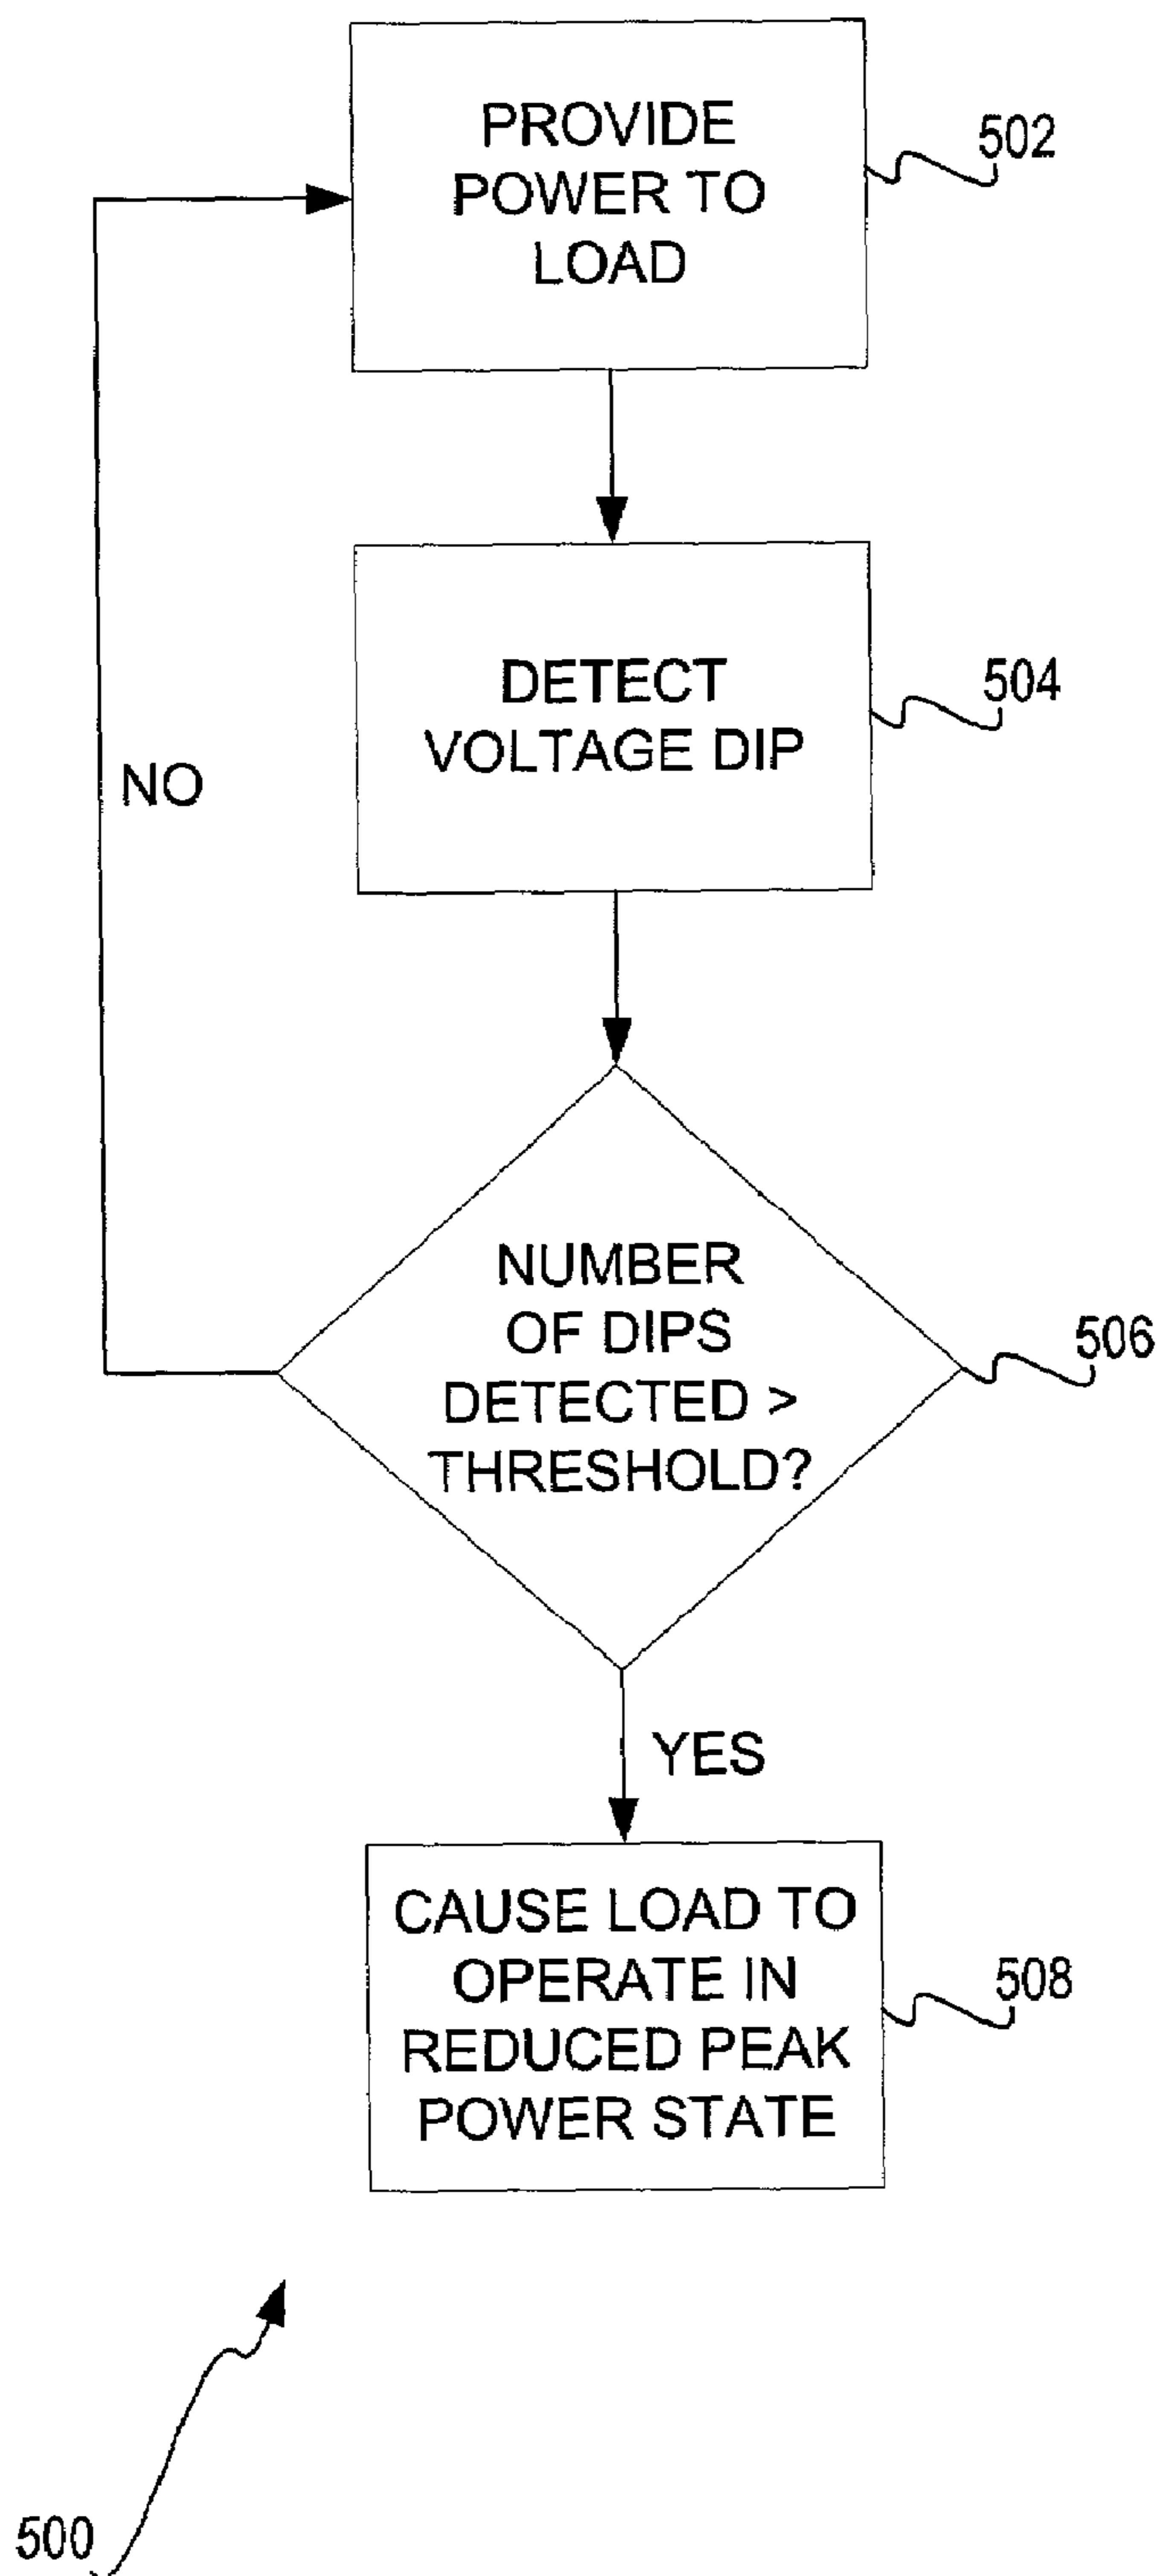 PROVIDE
POWER TO
LOAD
502
DETECT
VOLTAGE DIP
504
NO
NUMBER
OF DIPS
DETECTED >
THRESHOLD?
506
YES
CAUSE LOAD TO
OPERATE IN
REDUCED PEAK
POWER STATE
508
500